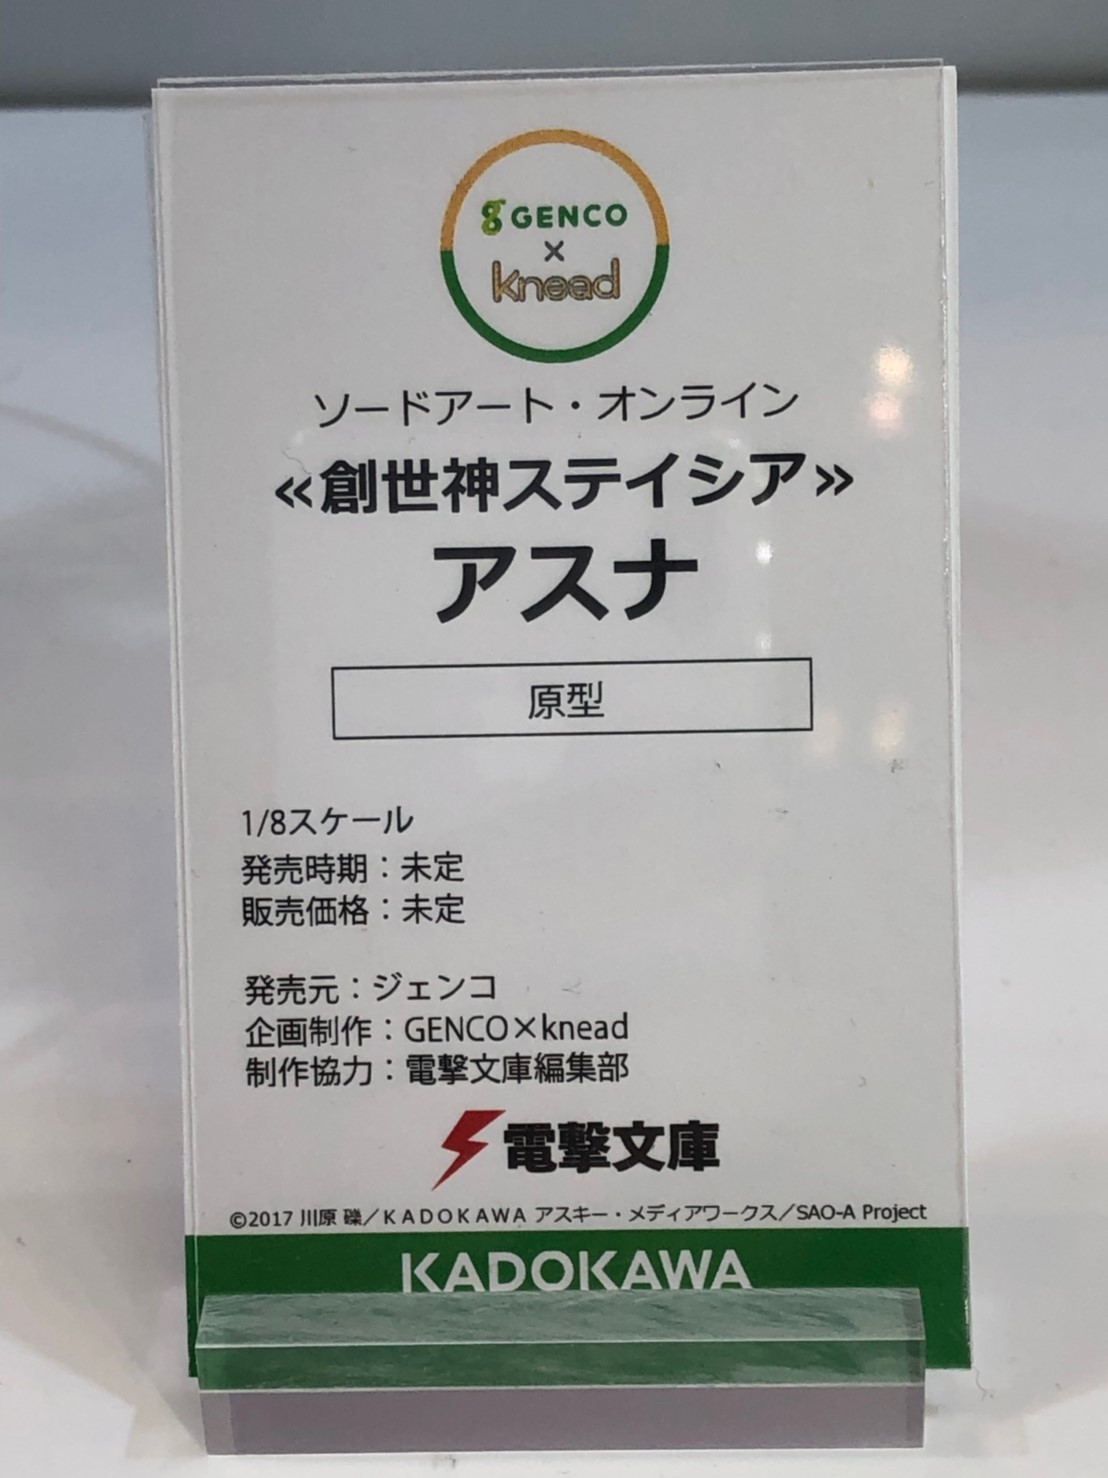 GENCO
×
knead
ソードアート・オンライン
≪創世神ステイシア≫
アスナ
原型
1/8スケール
発売時期：未定
販売価格：未定
発売元：ジェンコ
企画制作：GENCO×knead
制作協力：電撃文庫編集部
電撃文庫
©2017 川原 礫／KADOKAWA アスキー・メディアワークス／SAO-A Project
KADOKAWA